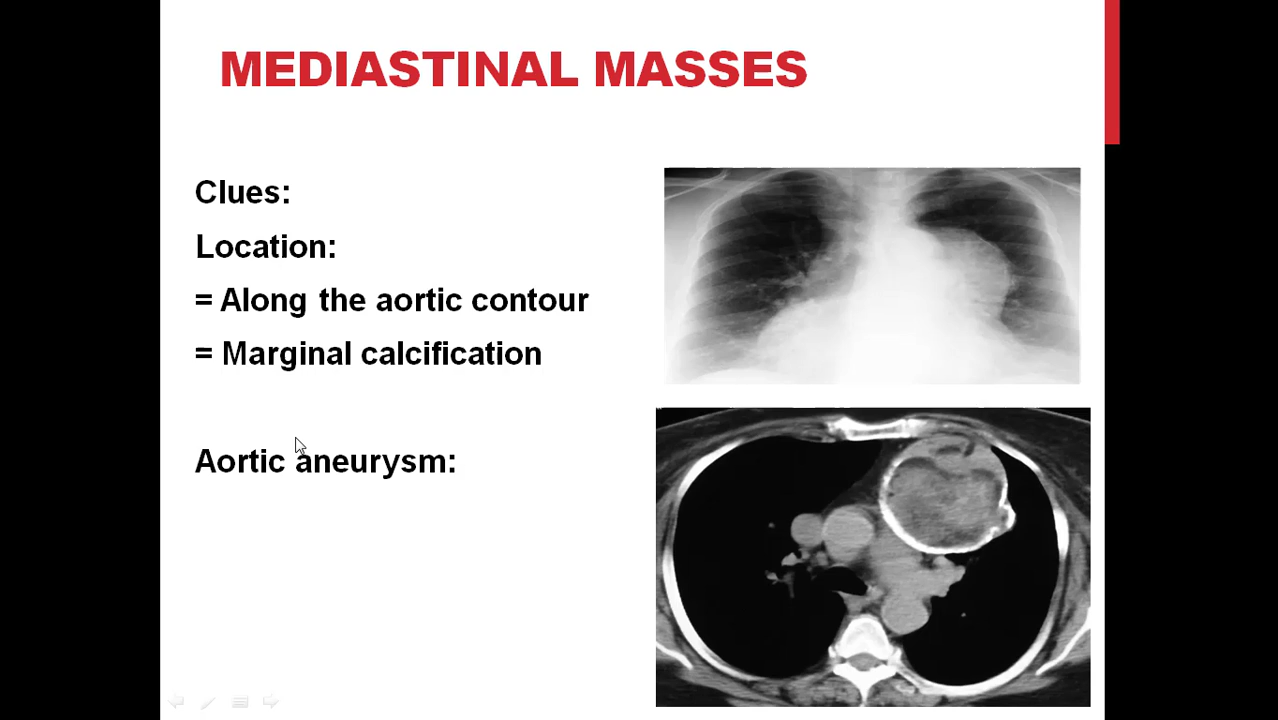 MEDIASTINAL MASSES
Clues:
Location:
= Along the aortic contour
= Marginal calcification
Aortic aneurysm: